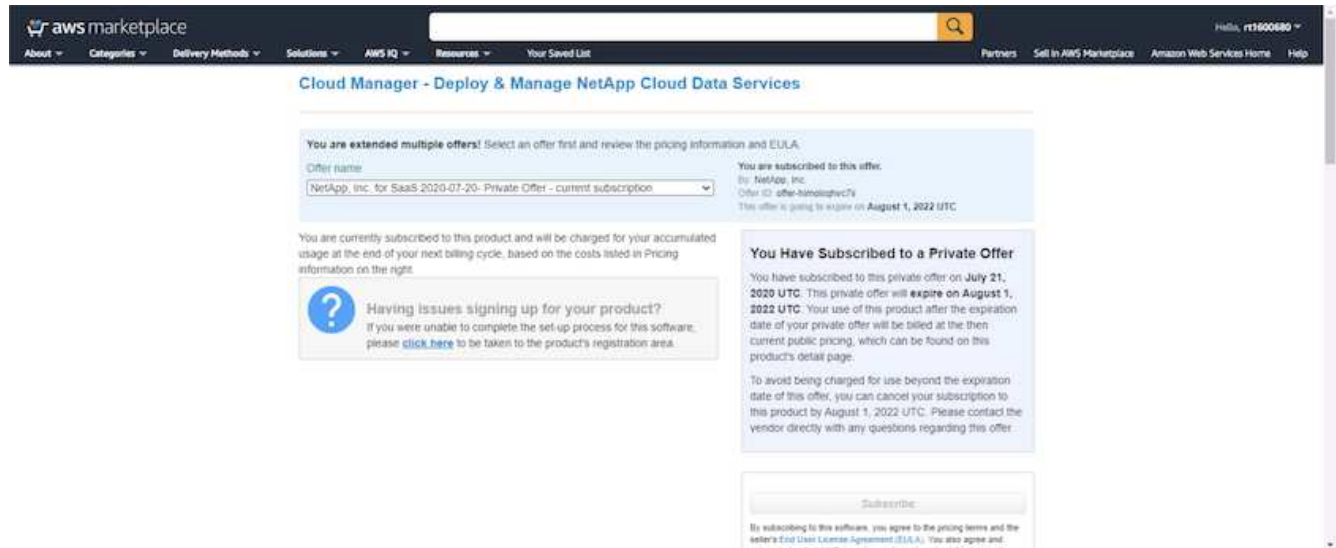 aws marketplace
Hello, rt1600680
About
Categories
Delivery Methods
Solutions
AWS IQ
Resources
Your Saved List
Partners
Sell in AWS Marketplace
Amazon Web Services Home
Help
Cloud Manager - Deploy & Manage NetApp Cloud Data Services
You are extended multiple offers! Select an offer first and review the pricing information and EULA.
Offer name
NetApp, Inc. for SaaS 2020-07-20- Private Offer - current subscription
You are subscribed to this offer.
By: NetApp, Inc.
Offer ID:
This offer is going to expire on August 1, 2022 UTC
You are currently subscribed to this product and will be charged for your accumulated
usage at the end of your next billing cycle, based on the costs listed in Pricing
information on the right.
?
Having issues signing up for your product?
If you were unable to complete the set-up process for this software,
please click here to be taken to the product's registration area.
You Have Subscribed to a Private Offer
You have subscribed to this private offer on July 21,
2020 UTC. This private offer will expire on August 1,
2022 UTC. Your use of this product after the expiration
date of your private offer will be billed at the then
current public pricing, which can be found on this
product's detail page.
To avoid being charged for use beyond the expiration
date of this offer, you can cancel your subscription to
this product by August 1, 2022 UTC. Please contact the
vendor directly with any questions regarding this offer.
Subscribe
By subscribing to this software, you agree to the pricing terms and the
seller's End User License Agreement (EULA). You also agree and